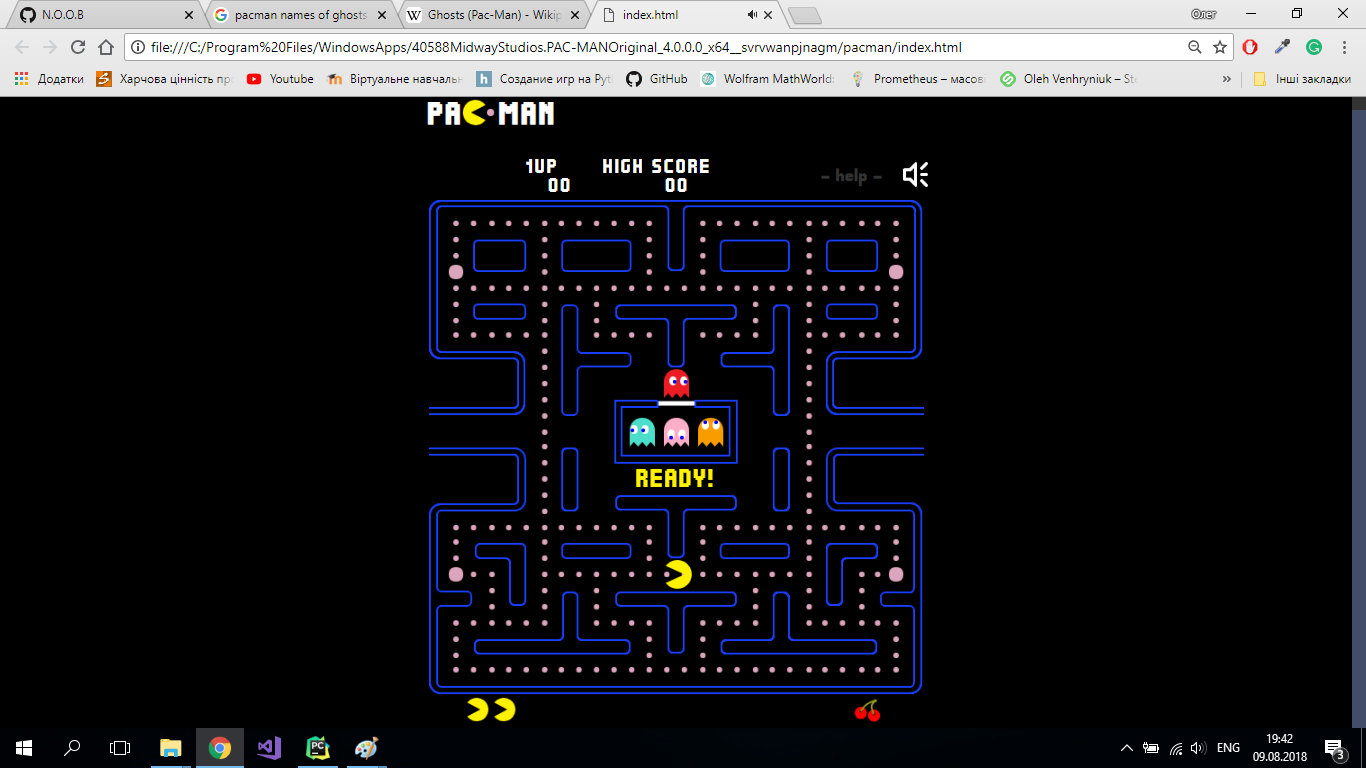 N.O.O.B
pacman names of ghosts
Ghosts (Pac-Man) - Wikip
index.html
Олег
file:///C:/Program%20Files/WindowsApps/40588MidwayStudios.PAC-MANOriginal_4.0.0.0_x64__svrvwanpjnagm/pacman/index.html
Додатки
Харчова цінність пр
Youtube
Віртуальне навчальн
Создание игр на Pyt
GitHub
Wolfram MathWorld:
Prometheus – масові
Oleh Venhryniuk – Ste
»
Інші закладки
PAC-MAN
1UP HIGH SCORE
00 00
- help -
READY!
ENG
19:42
09.08.2018
3